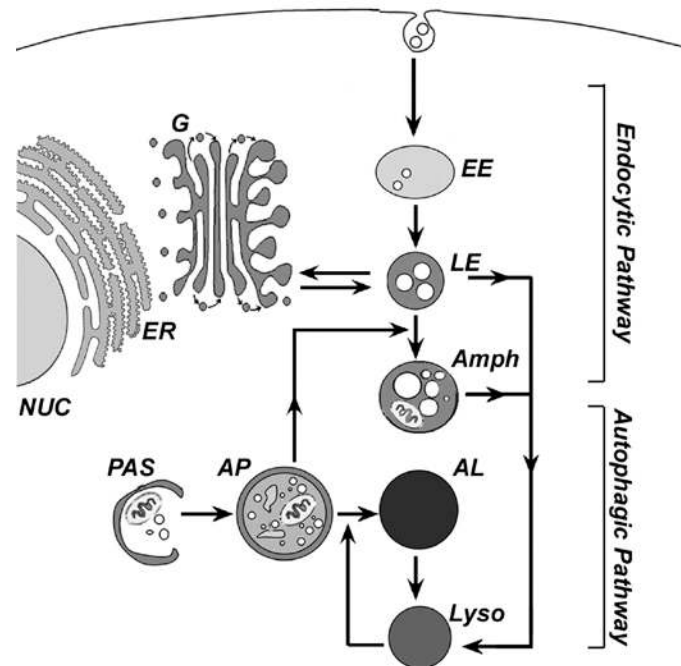 G
EE
LE
ER
Amph
NUC
PAS
AP
AL
Lyso
Endocytic Pathway
Autophagic Pathway